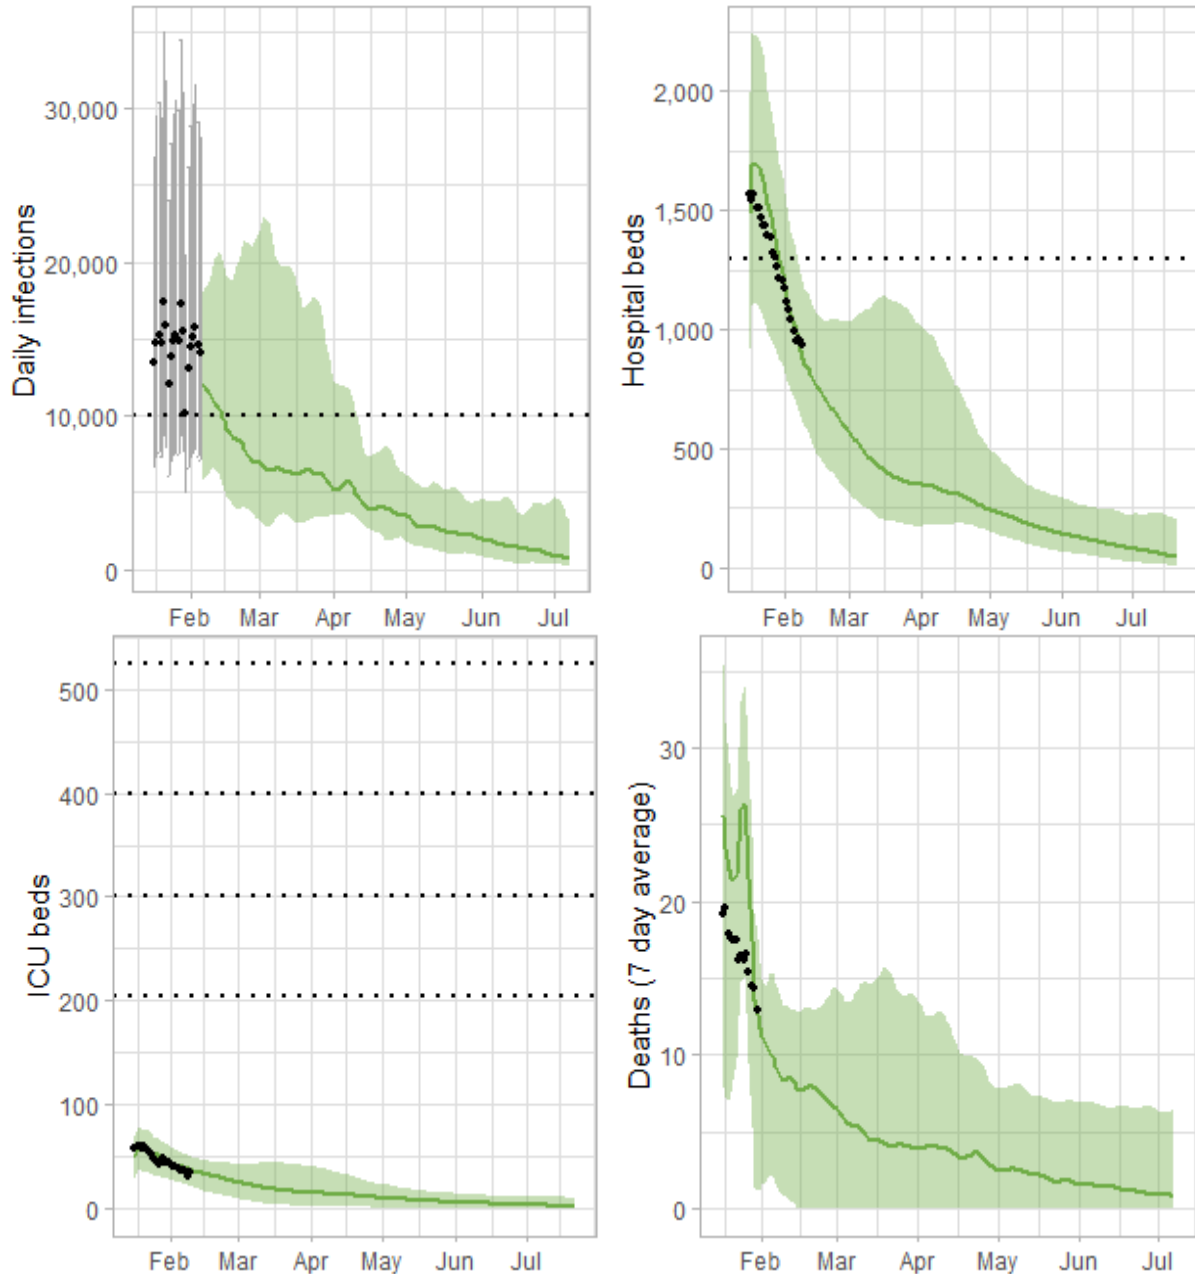 Daily infections
30,000
20,000
10,000
0
Feb Mar Apr May Jun Jul
Hospital beds
2,000
1,500
1,000
500
0
Feb Mar Apr May Jun Jul
ICU beds
500
400
300
200
100
0
Feb Mar Apr May Jun Jul
Deaths (7 day average)
30
20
10
0
Feb Mar Apr May Jun Jul